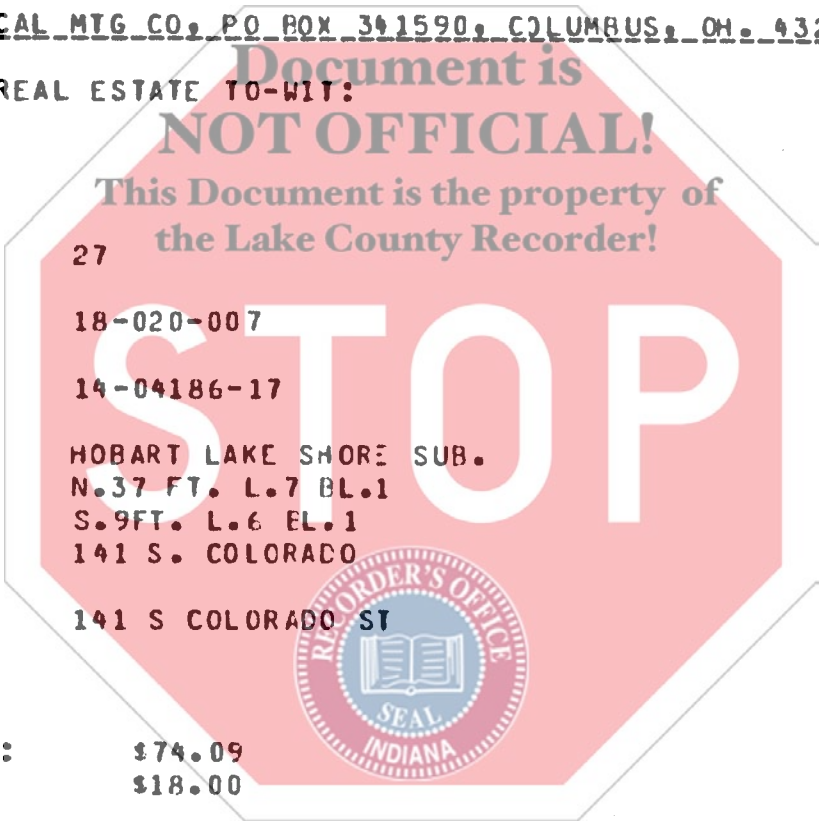 CAL MTG CO, PO BOX 341590, COLUMBUS, OH. 432
REAL ESTATE TO-WIT:
Document is
NOT OFFICIAL!
This Document is the property of
the Lake County Recorder!
27
18-020-007
STOP
14-04186-17
HOBART LAKE SHORE SUB.
N.37 FT. L.7 BL.1
S.9FT. L.6 BL.1
141 S. COLORADO
141 S COLORADO ST
RECORDER'S OFFICE
SEAL
INDIANA
: $74.09
$18.00